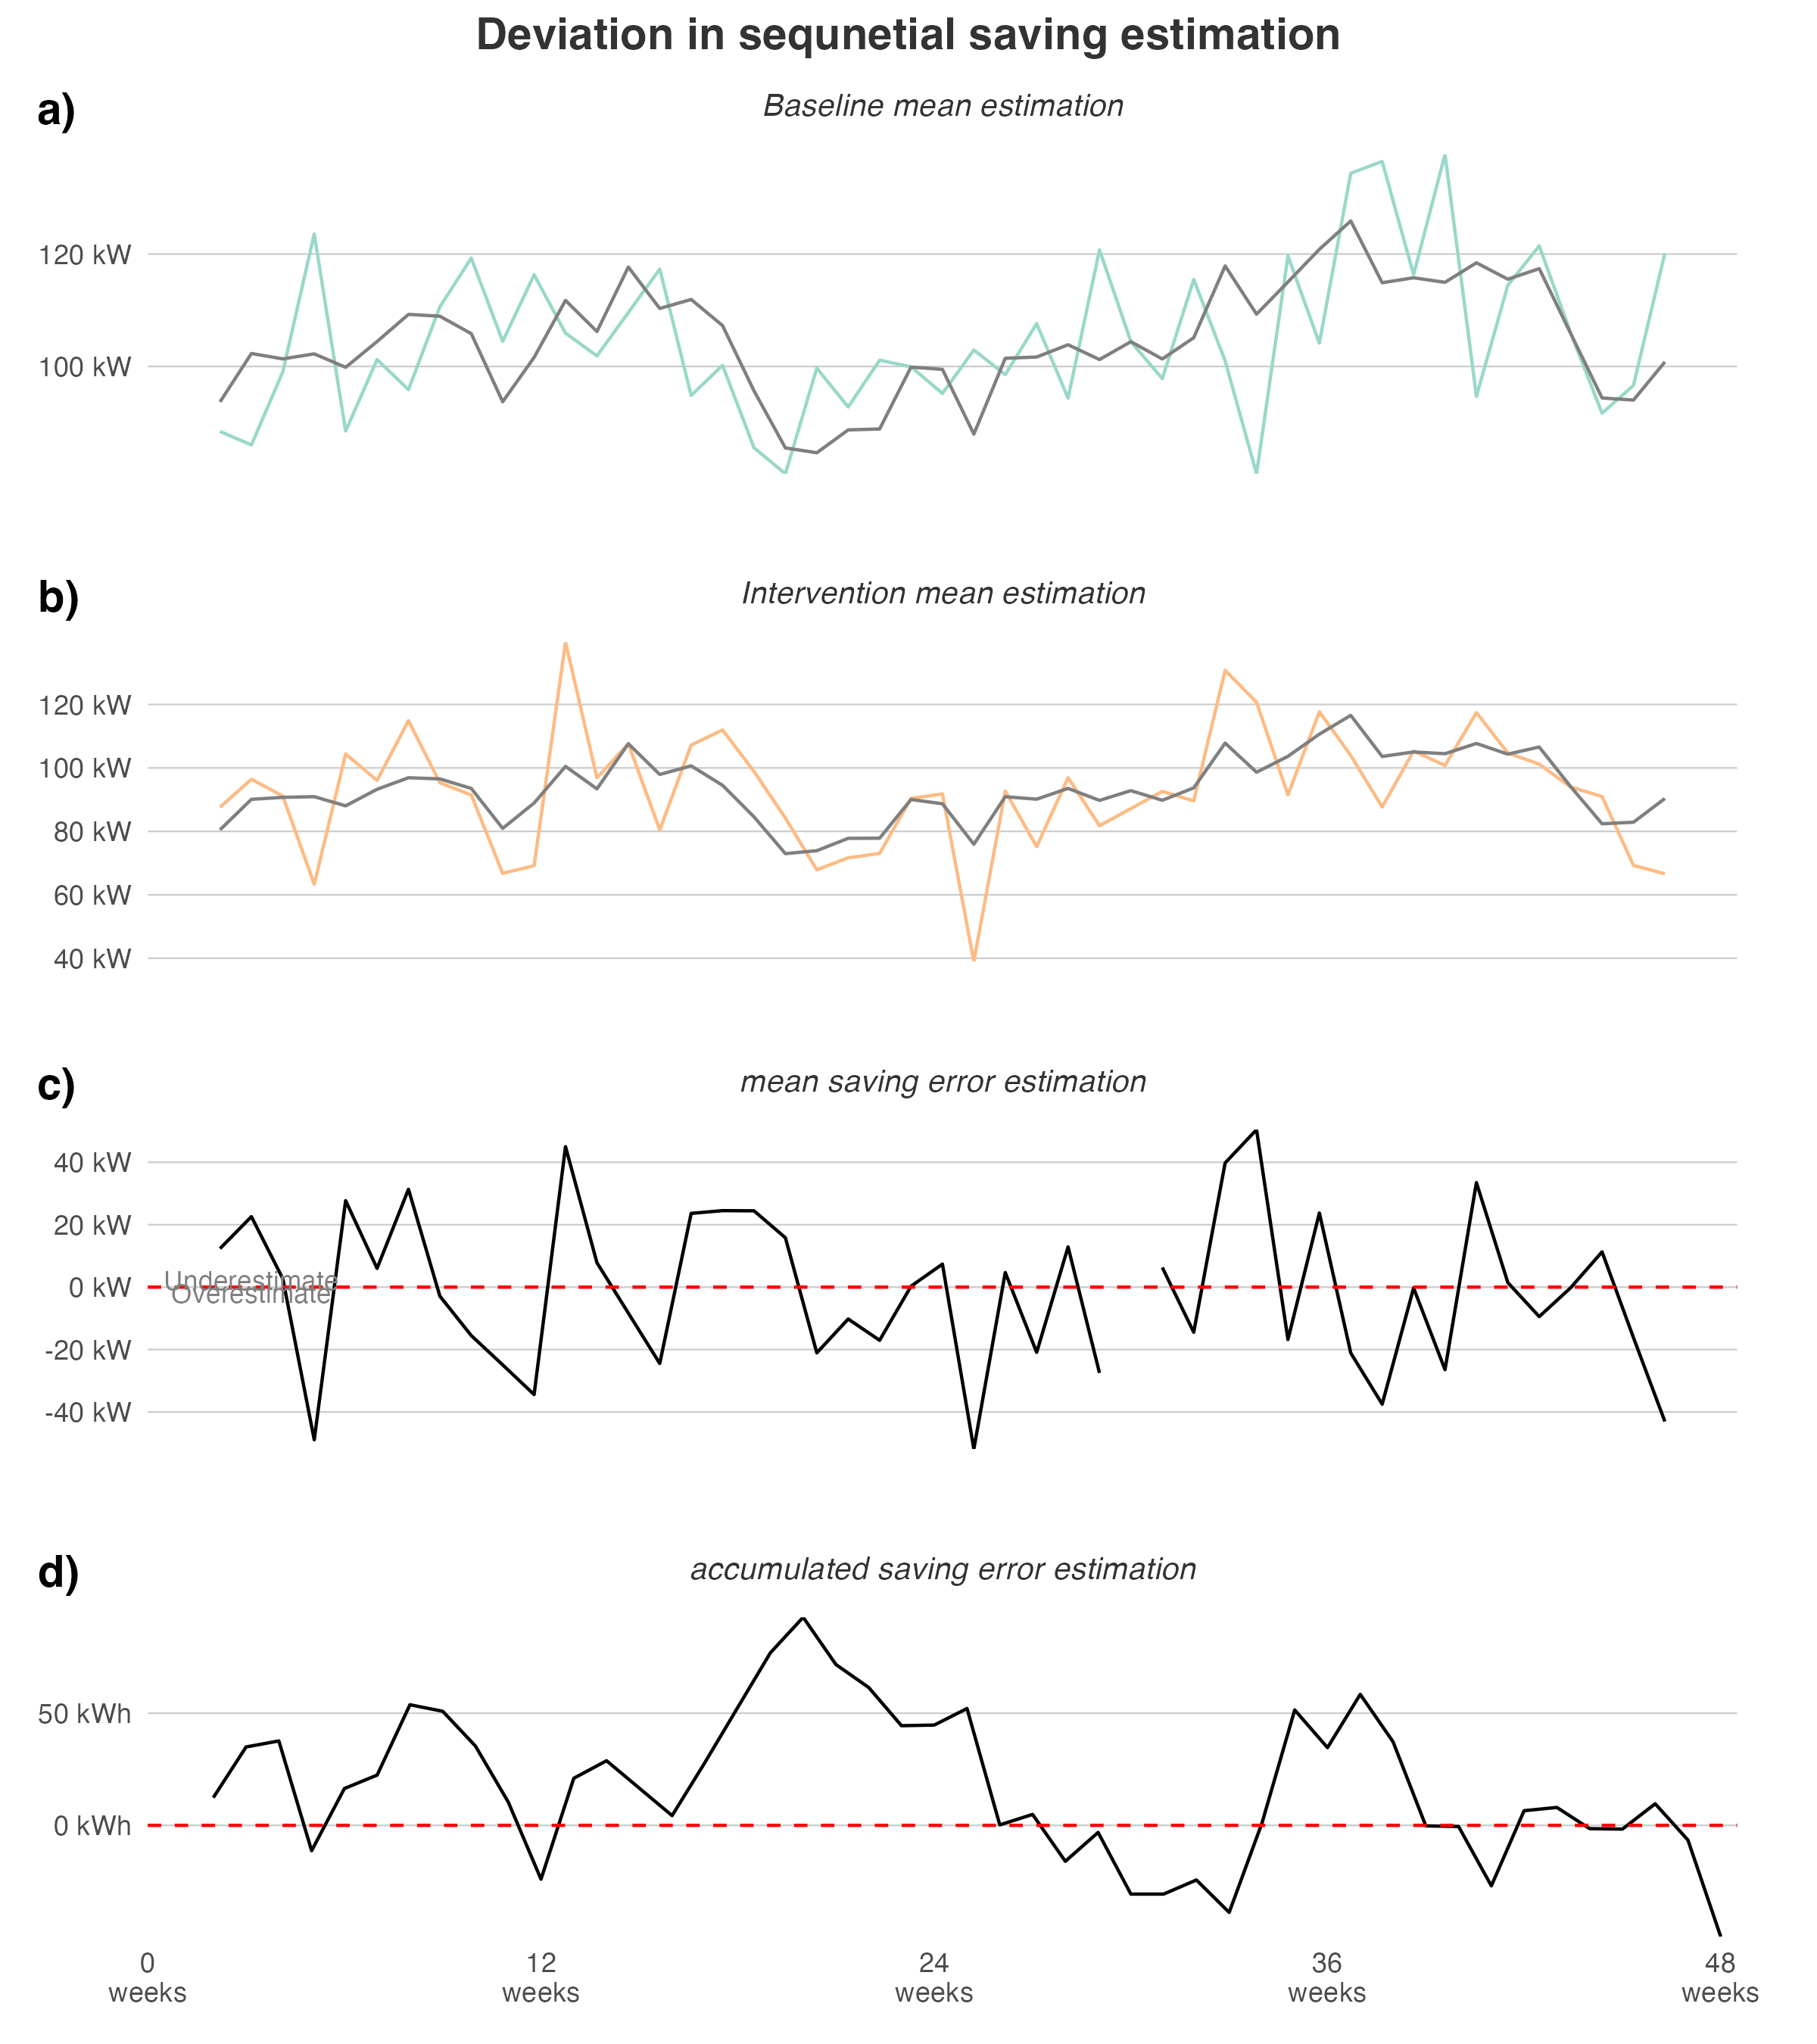 Deviation in sequnetial saving estimation
a)
Baseline mean estimation
120 kW
100 kW
b)
Intervention mean estimation
120 kW
100 kW
80 kW
60 kW
40 kW
c)
mean saving error estimation
40 kW
20 kW
0 kW
-20 kW
-40 kW
Underestimate
Overestimate
d)
accumulated saving error estimation
50 kWh
0 kWh
0
weeks
12
weeks
24
weeks
36
weeks
48
weeks